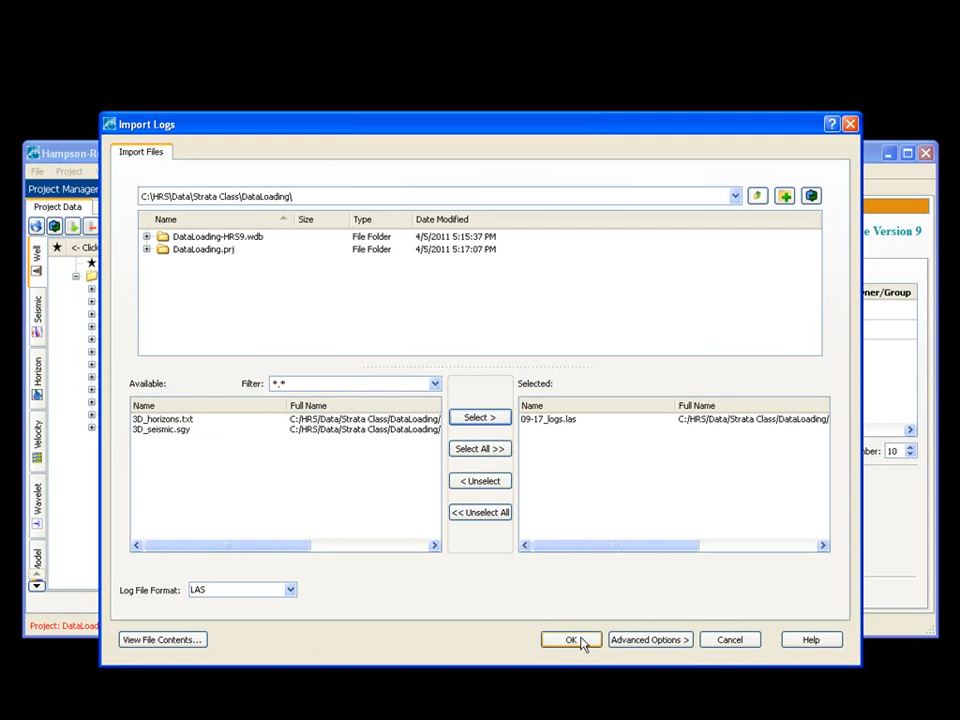 Import Logs
Import Files
Hampson-R
File Project
Project Manager
Project Data
<- Click
Well
Seismic
Horizon
Velocity
Wavelet
Model
Project: DataLoad
C:\HRS\Data\Strata Class\DataLoading\
Name Size Type Date Modified
DataLoading-HRS9.wdb File Folder 4/5/2011 5:15:37 PM
DataLoading.prj File Folder 4/5/2011 5:17:07 PM
Available: Filter: *.* Selected:
Name Full Name
3D_horizons.txt C:/HRS/Data/Strata Class/DataLoading/
3D_seismic.sgy C:/HRS/Data/Strata Class/DataLoading/
Select >
Select All >>
< Unselect
<< Unselect All
Name Full Name
09-17_logs.las C:/HRS/Data/Strata Class/DataLoading/
Log File Format: LAS
View File Contents... OK Advanced Options > Cancel Help
e Version 9
ner/Group
ber: 10